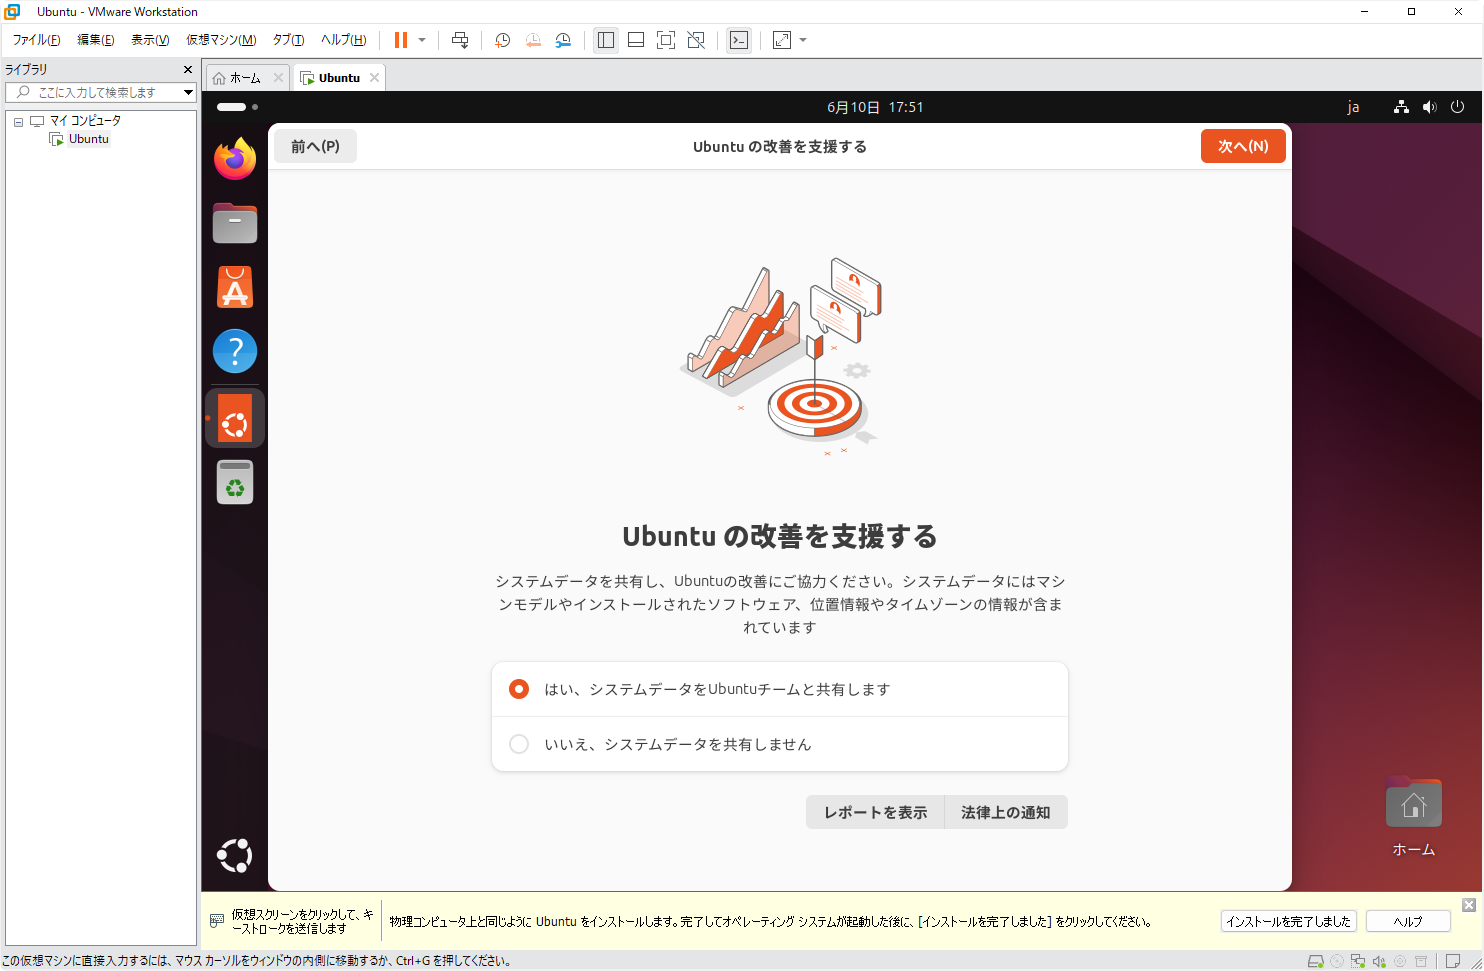 Ubuntu - VMware Workstation
ファイル(F) 編集(E) 表示(V) 仮想マシン(M) タブ(T) ヘルプ(H)
ライブラリ
ホーム
Ubuntu
ここに入力して検索します
マイ コンピュータ
Ubuntu
6月10日 17:51
ja
前へ(P)
Ubuntu の改善を支援する
次へ(N)
Ubuntu の改善を支援する
システムデータを共有し、Ubuntuの改善にご協力ください。システムデータにはマシ
ンモデルやインストールされたソフトウェア、位置情報やタイムゾーンの情報が含ま
れています
はい、システムデータをUbuntuチームと共有します
いいえ、システムデータを共有しません
レポートを表示
法律上の通知
ホーム
仮想スクリーンをクリックして、キ
ーストロークを送信します
物理コンピュータ上と同じように Ubuntu をインストールします。完了してオペレーティング システムが起動した後に、[インストールを完了しました] をクリックしてください。
インストールを完了しました
ヘルプ
この仮想マシンに直接入力するには、マウス カーソルをウィンドウの内側に移動するか、Ctrl+G を押してください。